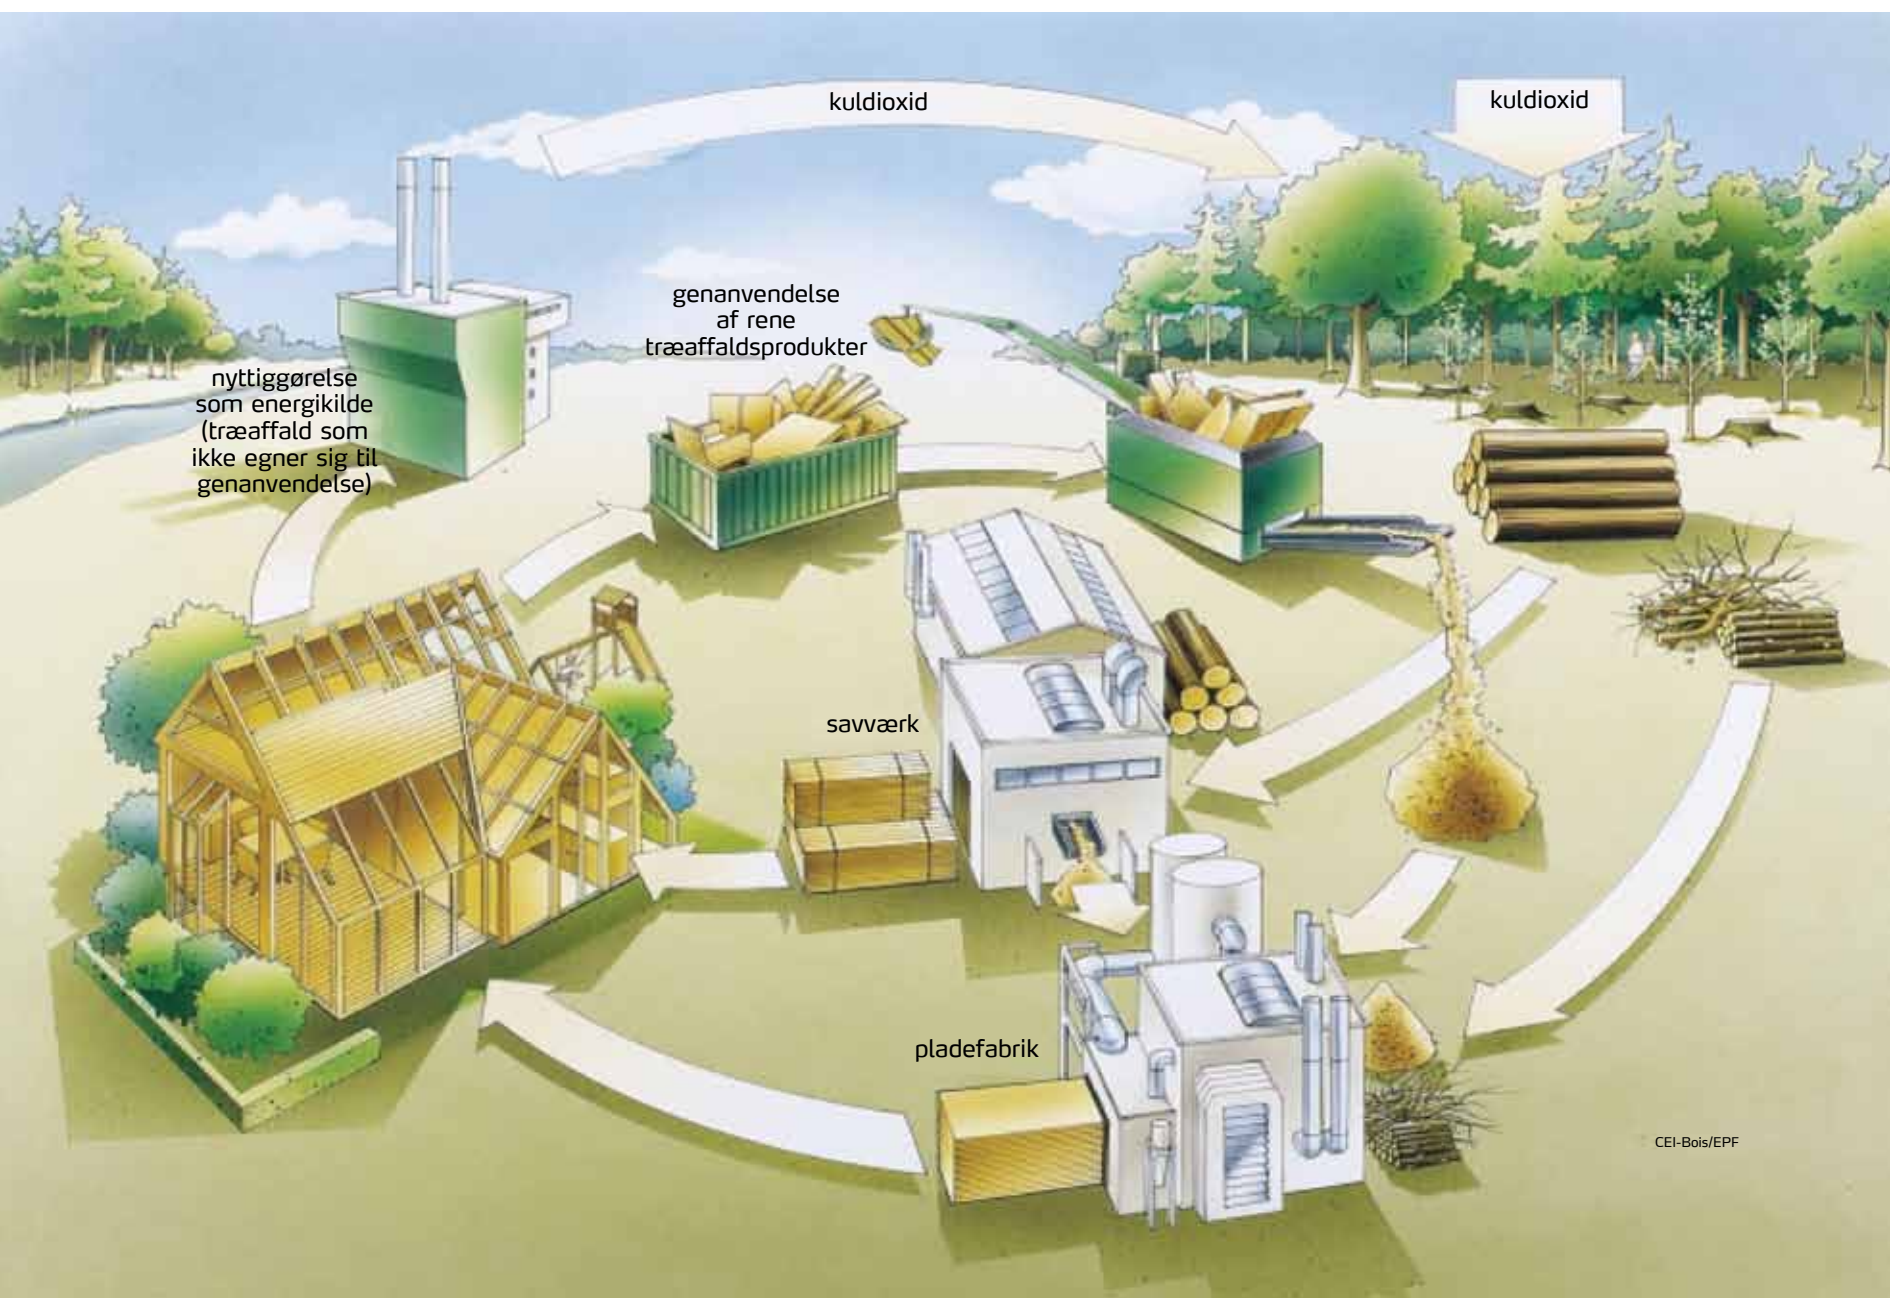 kuldioxid
kuldioxid
genanvendelse
af rene
træaffaldsprodukter
nyttiggørelse
som energikilde
(træaffald som
ikke egner sig til
genanvendelse)
savværk
pladefabrik
CEI-Bois/EPF